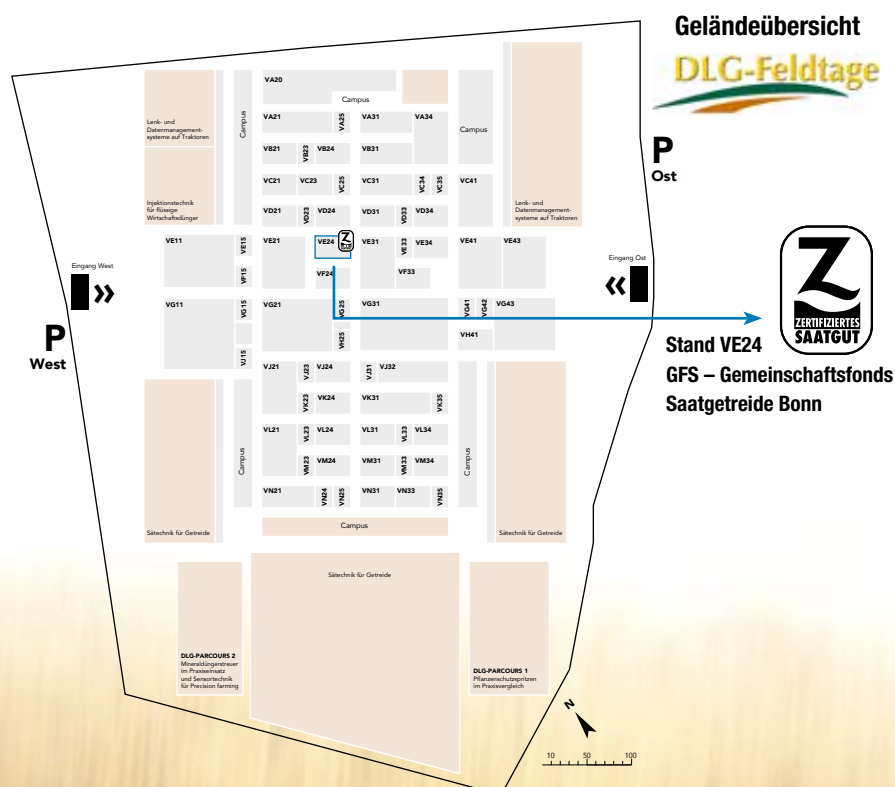 Geländeübersicht
DLG-Feldtage
VA20
Campus
VA21
VA25
VA31
VA34
Campus
Campus
Lenk- und
Datenmanagement-
systeme auf Traktoren
VB21
VB23
VB24
VB31
P
Ost
VC21
VC23
VC25
VC31
VC34
VC35
VC41
Injektionstechnik
für flüssige
Wirtschaftsdünger
Lenk- und
Datenmanagement-
systeme auf Traktoren
VD21
VD23
VD24
VD31
VD33
VD34
VE11
VE15
VE21
VE24
Z
VE31
VE33
VE34
VE41
VE43
Eingang West
Eingang Ost
VF15
VF24
VF33
VG11
VG15
VG21
VG25
VG31
VG41
VG42
VG43
Z
ZERTIFIZIERTES
SAATGUT
P
West
VH25
VH41
Stand VE24
GFS – Gemeinschaftsfonds
Saatgetreide Bonn
VJ15
VJ21
VJ23
VJ24
VJ31
VJ32
VK23
VK24
VK31
VK35
VL21
VL23
VL24
VL31
VL33
VL34
Campus
Campus
VM23
VM24
VM31
VM33
VM34
VN21
VN24
VN25
VN31
VN33
VN35
Sätechnik für Getreide
Campus
Sätechnik für Getreide
Sätechnik für Getreide
DLG-PARCOURS 2
Mineraldüngerstreuer
im Praxiseinsatz
und Sensortechnik
für Precision farming
DLG-PARCOURS 1
Pflanzenschutzspritzen
im Praxisvergleich
N
10 50 100